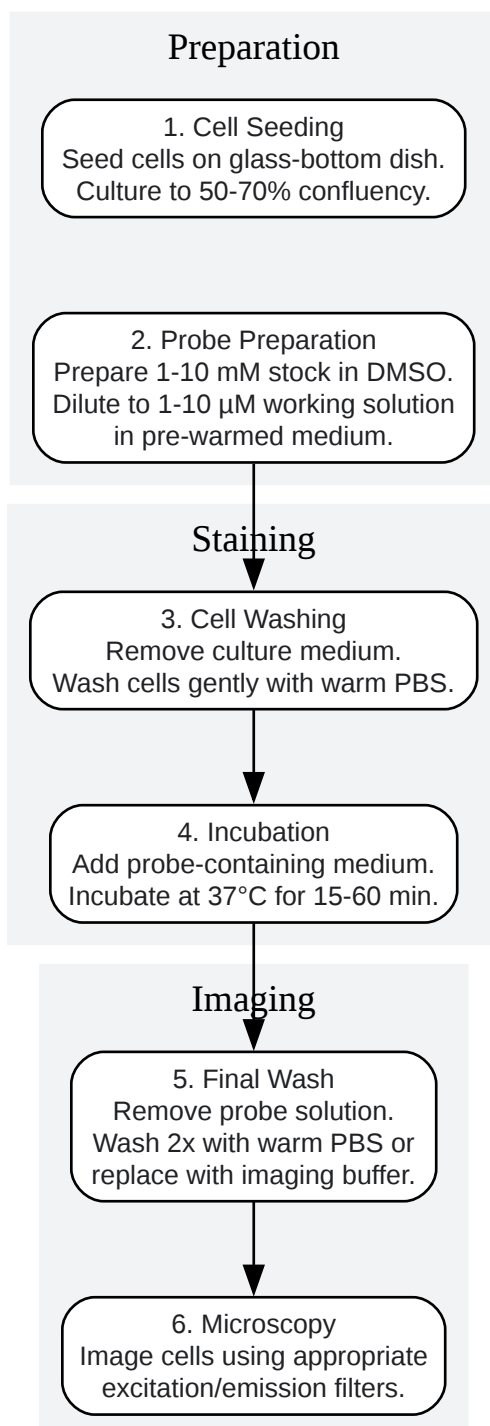 Preparation
1. Cell Seeding
Seed cells on glass-bottom dish.
Culture to 50-70% confluency.
2. Probe Preparation
Prepare 1-10 mM stock in DMSO.
Dilute to 1-10 µM working solution
in pre-warmed medium.
Staining
3. Cell Washing
Remove culture medium.
Wash cells gently with warm PBS.
4. Incubation
Add probe-containing medium.
Incubate at 37°C for 15-60 min.
Imaging
5. Final Wash
Remove probe solution.
Wash 2x with warm PBS or
replace with imaging buffer.
6. Microscopy
Image cells using appropriate
excitation/emission filters.